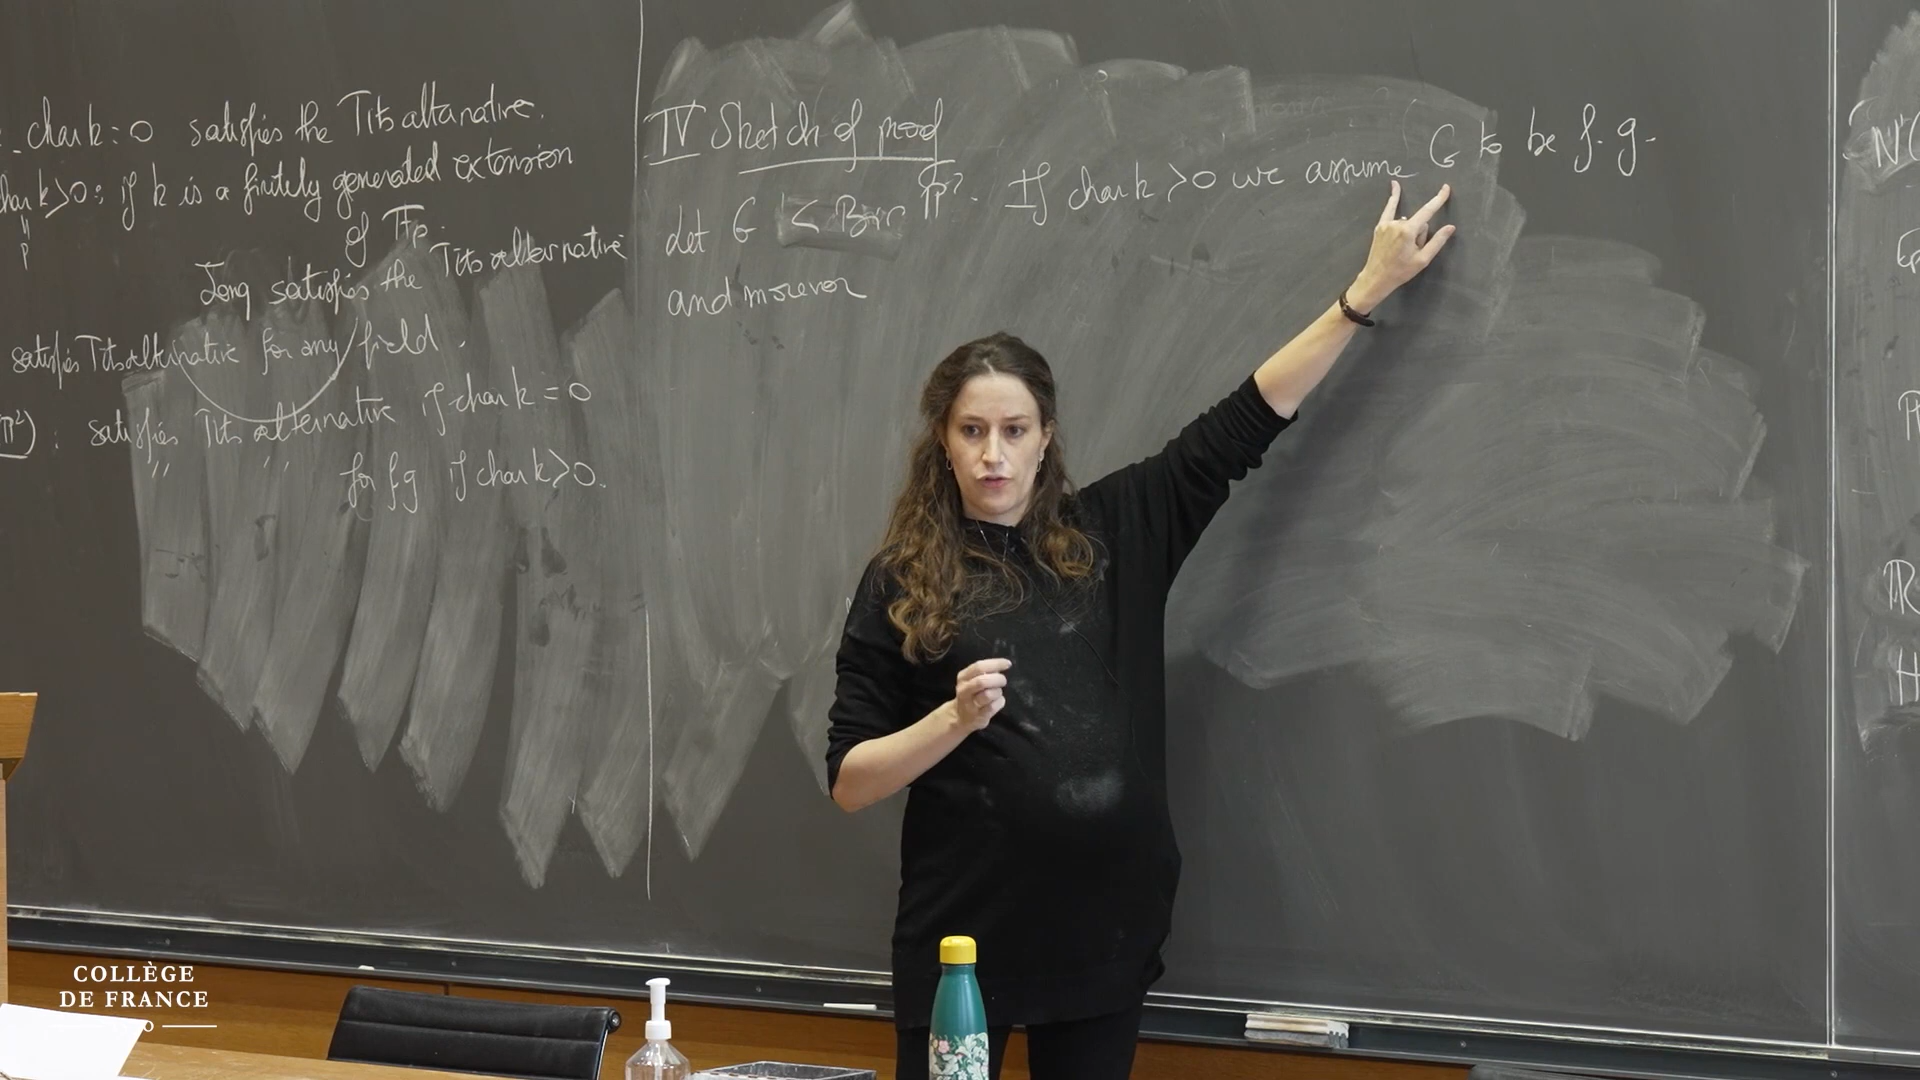 char k = 0 satisfies the Tits altanative.
char k > 0 : if k is a finitely generated extension
p
of Fp.
satisfies the Tits alternative
satisfies Tits alternative for any field.
P²) : satisfies Tits alternative if char k = 0
" " for f.g if char k > 0.
IV Sketch of proof
Let G < Bir P². If char k > 0 we assume G to be f.g.
and moreover
N(
R
H
COLLÈGE
DE FRANCE